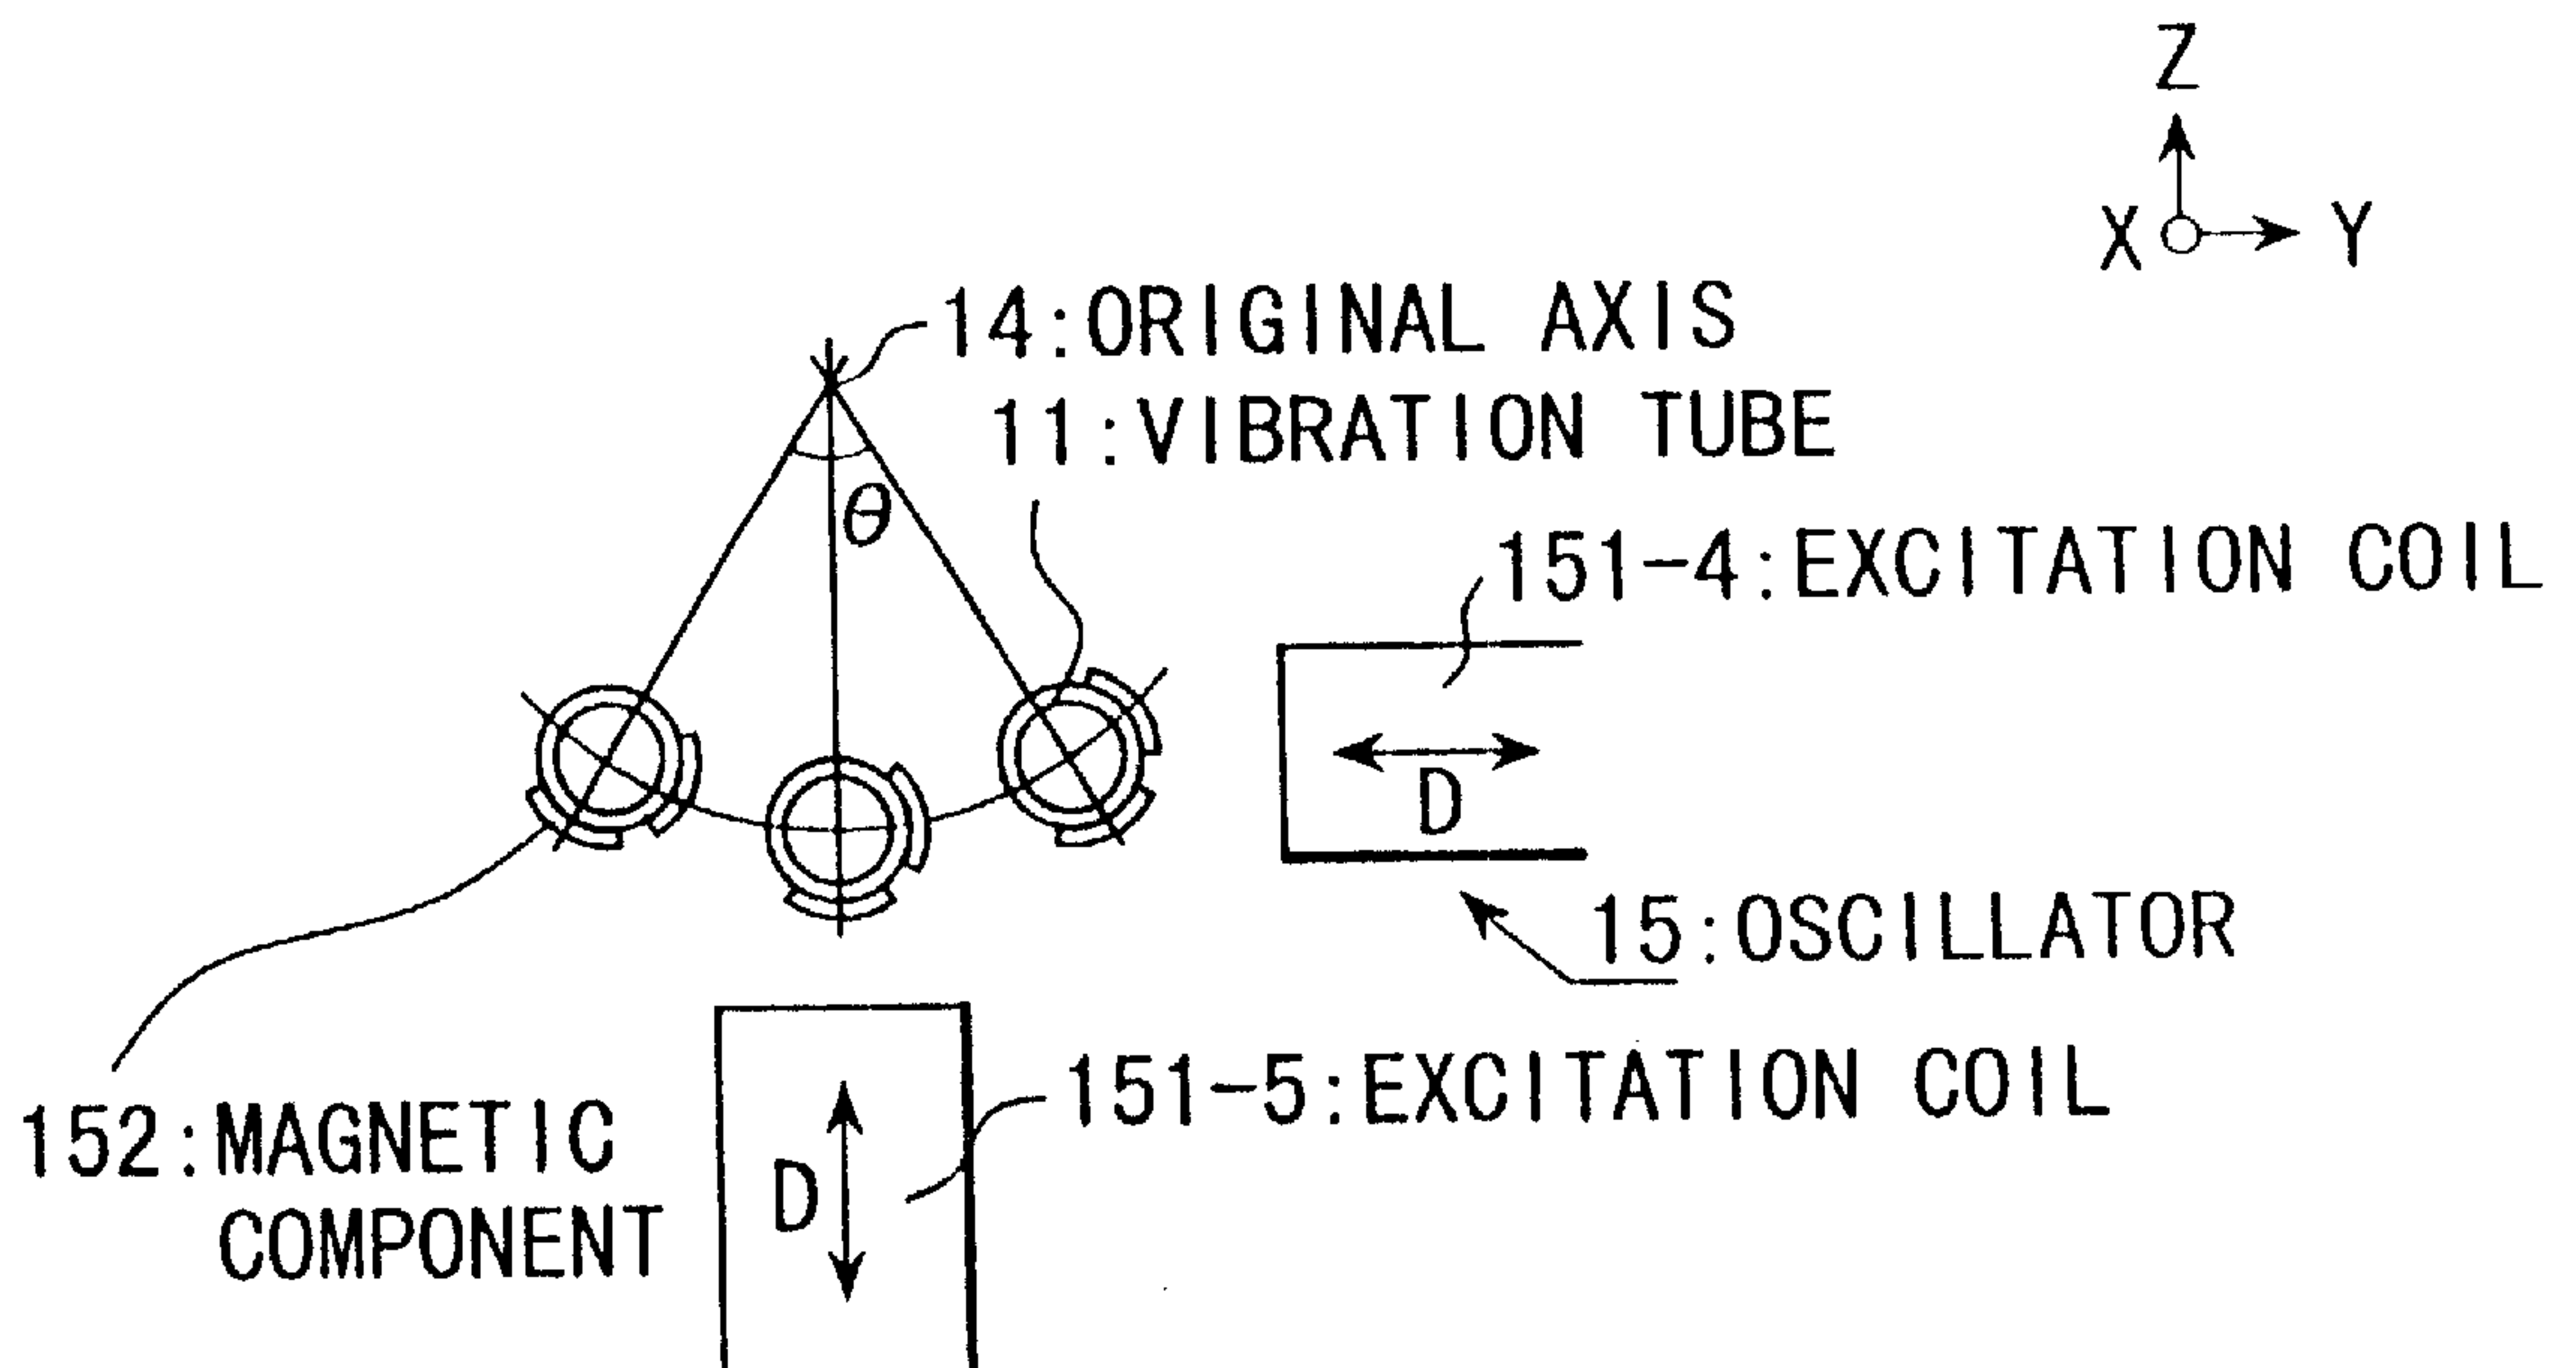 Z
X Y
14:ORIGINAL AXIS
11:VIBRATION TUBE
θ
151-4:EXCITATION COIL
D
15:OSCILLATOR
151-5:EXCITATION COIL
152:MAGNETIC
COMPONENT
D